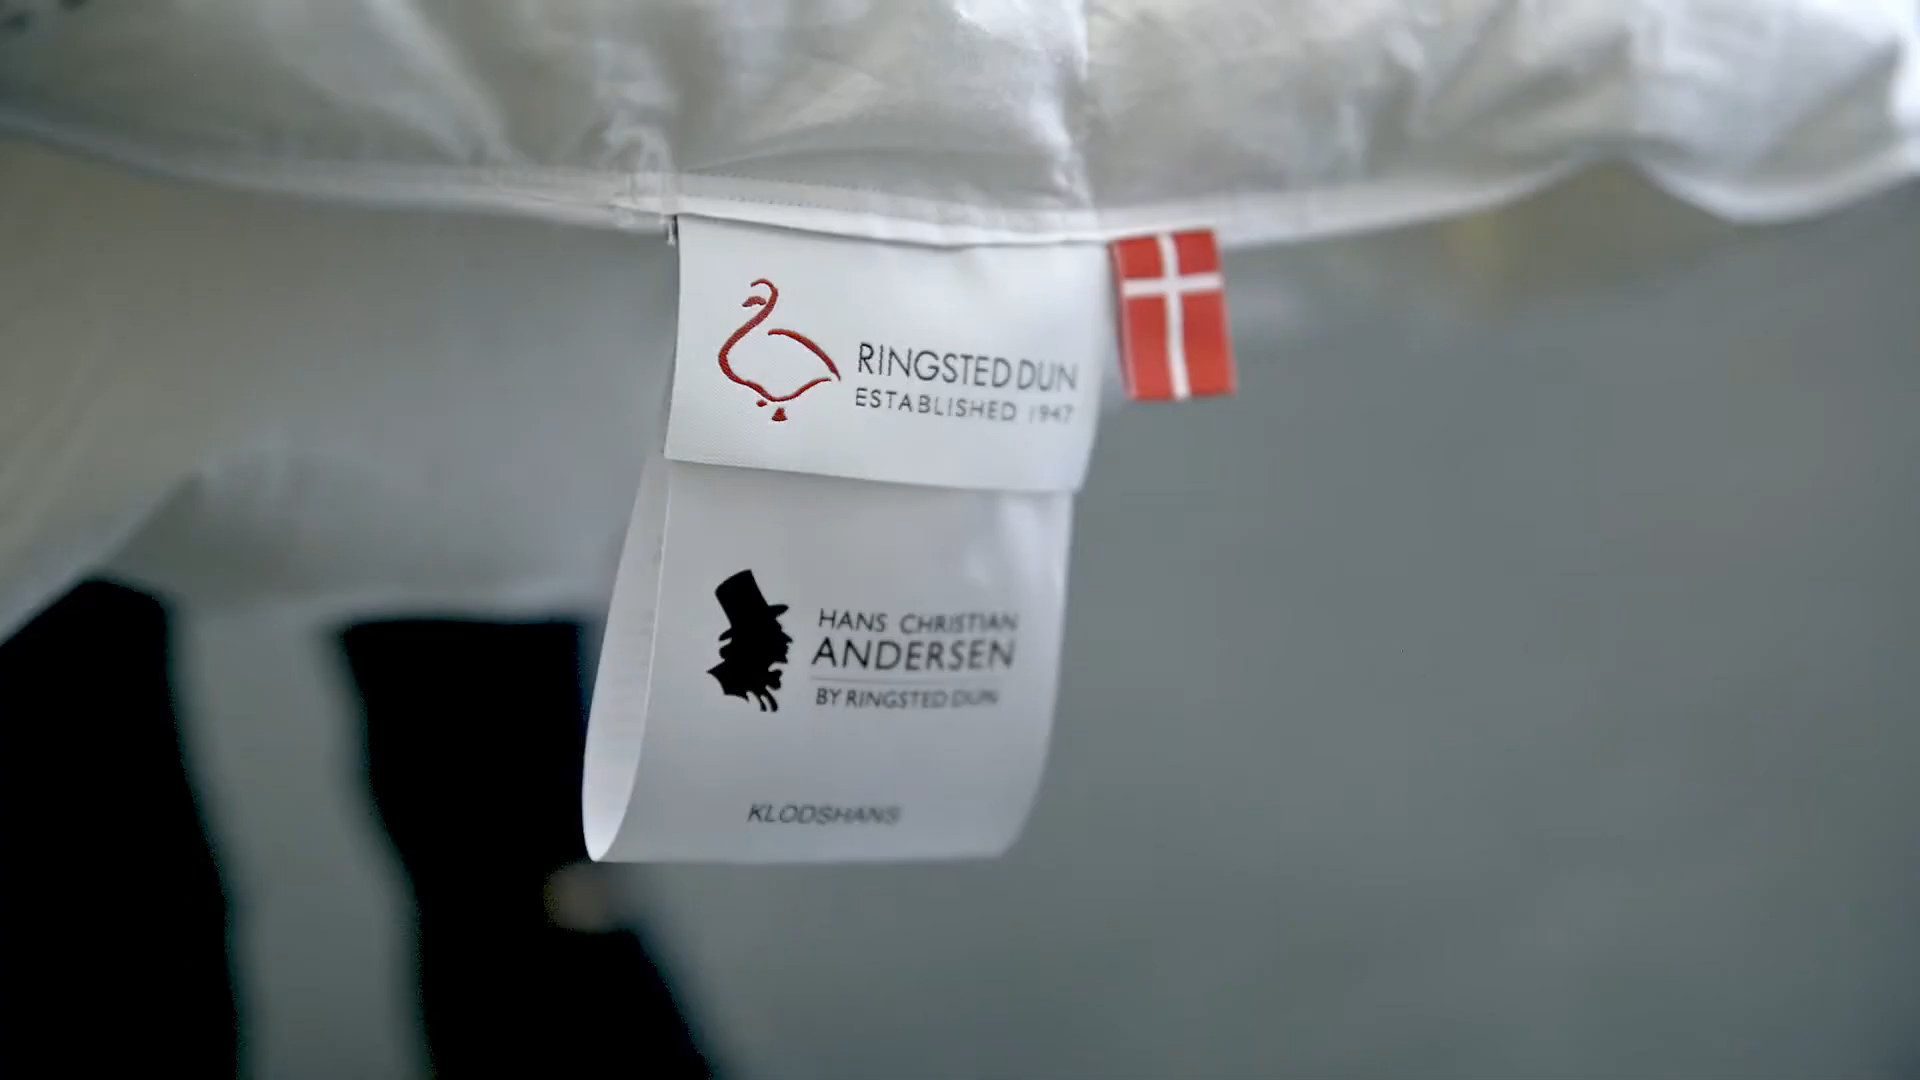 RINGSTED DUN
ESTABLISHED 1947
HANS CHRISTIAN
ANDERSEN
BY RINGSTED DUN
KLODSHANS